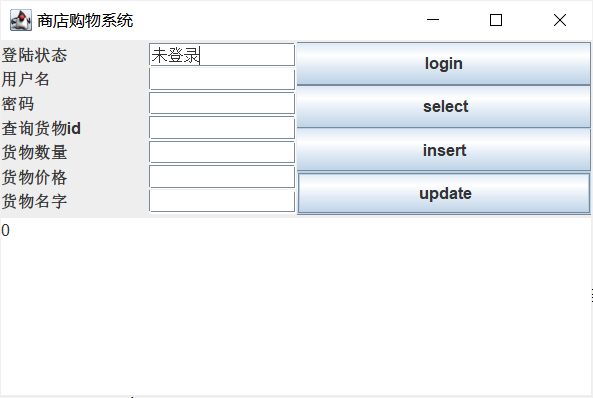 商店购物系统
登陆状态 未登录 login
用户名
密码 select
查询货物id
货物数量 insert
货物价格
货物名字 update
0